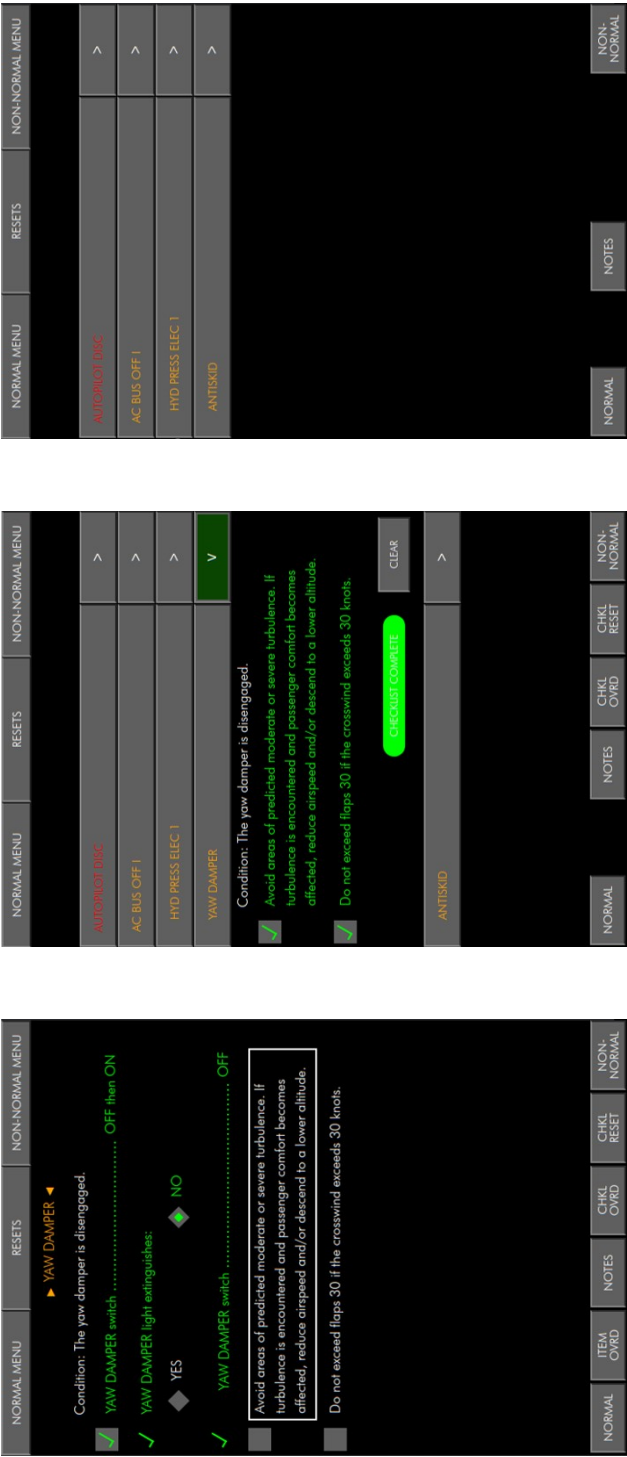 NORMAL MENU
RESETS
NON-NORMAL MENU
► YAW DAMPER ◄
Condition: The yaw damper is disengaged.
✓ YAW DAMPER switch .............................. OFF then ON
✓ YAW DAMPER light extinguishes:
YES NO
✓ YAW DAMPER switch ........................................ OFF
Avoid areas of predicted moderate or severe turbulence. If
turbulence is encountered and passenger comfort becomes
affected, reduce airspeed and/or descend to a lower altitude.
Do not exceed flaps 30 if the crosswind exceeds 30 knots.
NORMAL
ITEM
OVRD
NOTES
CHKL
OVRD
CHKL
RESET
NON-
NORMAL
NORMAL MENU
RESETS
NON-NORMAL MENU
AUTOPILOT DISC >
AC BUS OFF I >
HYD PRESS ELEC 1 >
YAW DAMPER V
Condition: The yaw damper is disengaged.
✓ Avoid areas of predicted moderate or severe turbulence. If
turbulence is encountered and passenger comfort becomes
affected, reduce airspeed and/or descend to a lower altitude.
✓ Do not exceed flaps 30 if the crosswind exceeds 30 knots.
CHECKLIST COMPLETE
CLEAR
ANTISKID >
NORMAL
NOTES
CHKL
OVRD
CHKL
RESET
NON-
NORMAL
NORMAL MENU
RESETS
NON-NORMAL MENU
AUTOPILOT DISC >
AC BUS OFF I >
HYD PRESS ELEC 1 >
ANTISKID >
NORMAL
NOTES
NON-
NORMAL